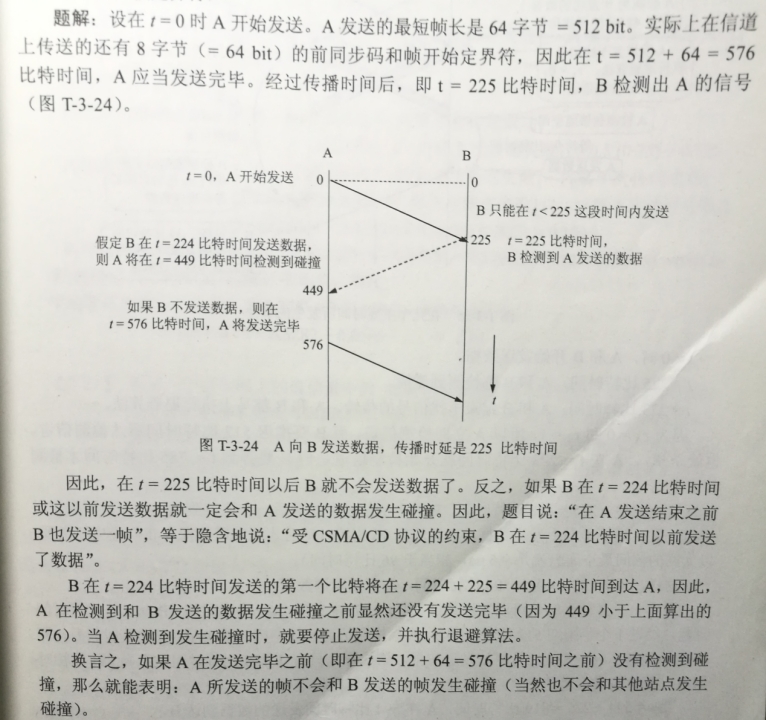 题解：设在 t = 0 时 A 开始发送。A 发送的最短帧长是 64 字节 = 512 bit。实际上在信道
上传送的还有 8 字节（= 64 bit）的前同步码和帧开始定界符，因此在 t = 512 + 64 = 576
比特时间，A 应当发送完毕。经过传播时间后，即 t = 225 比特时间，B 检测出 A 的信号
（图 T-3-24）。
A B
t = 0，A 开始发送 0 0
B 只能在 t < 225 这段时间内发送
假定 B 在 t = 224 比特时间发送数据， 225 t = 225 比特时间，
则 A 将在 t = 449 比特时间检测到碰撞 B 检测到 A 发送的数据
449
如果 B 不发送数据，则在
t = 576 比特时间，A 将发送完毕
576
t
图 T-3-24 A 向 B 发送数据，传播时延是 225 比特时间
因此，在 t = 225 比特时间以后 B 就不会发送数据了。反之，如果 B 在 t = 224 比特时间
或这以前发送数据就一定会和 A 发送的数据发生碰撞。因此，题目说：“在 A 发送结束之前
B 也发送一帧”，等于隐含地说：“受 CSMA/CD 协议的约束，B 在 t = 224 比特时间以前发送
了数据”。
B 在 t = 224 比特时间发送的第一个比特将在 t = 224 + 225 = 449 比特时间到达 A，因此，
A 在检测到和 B 发送的数据发生碰撞之前显然还没有发送完毕（因为 449 小于上面算出的
576）。当 A 检测到发生碰撞时，就要停止发送，并执行退避算法。
换言之，如果 A 在发送完毕之前（即在 t = 512 + 64 = 576 比特时间之前）没有检测到碰
撞，那么就能表明：A 所发送的帧不会和 B 发送的帧发生碰撞（当然也不会和其他站点发生
碰撞）。